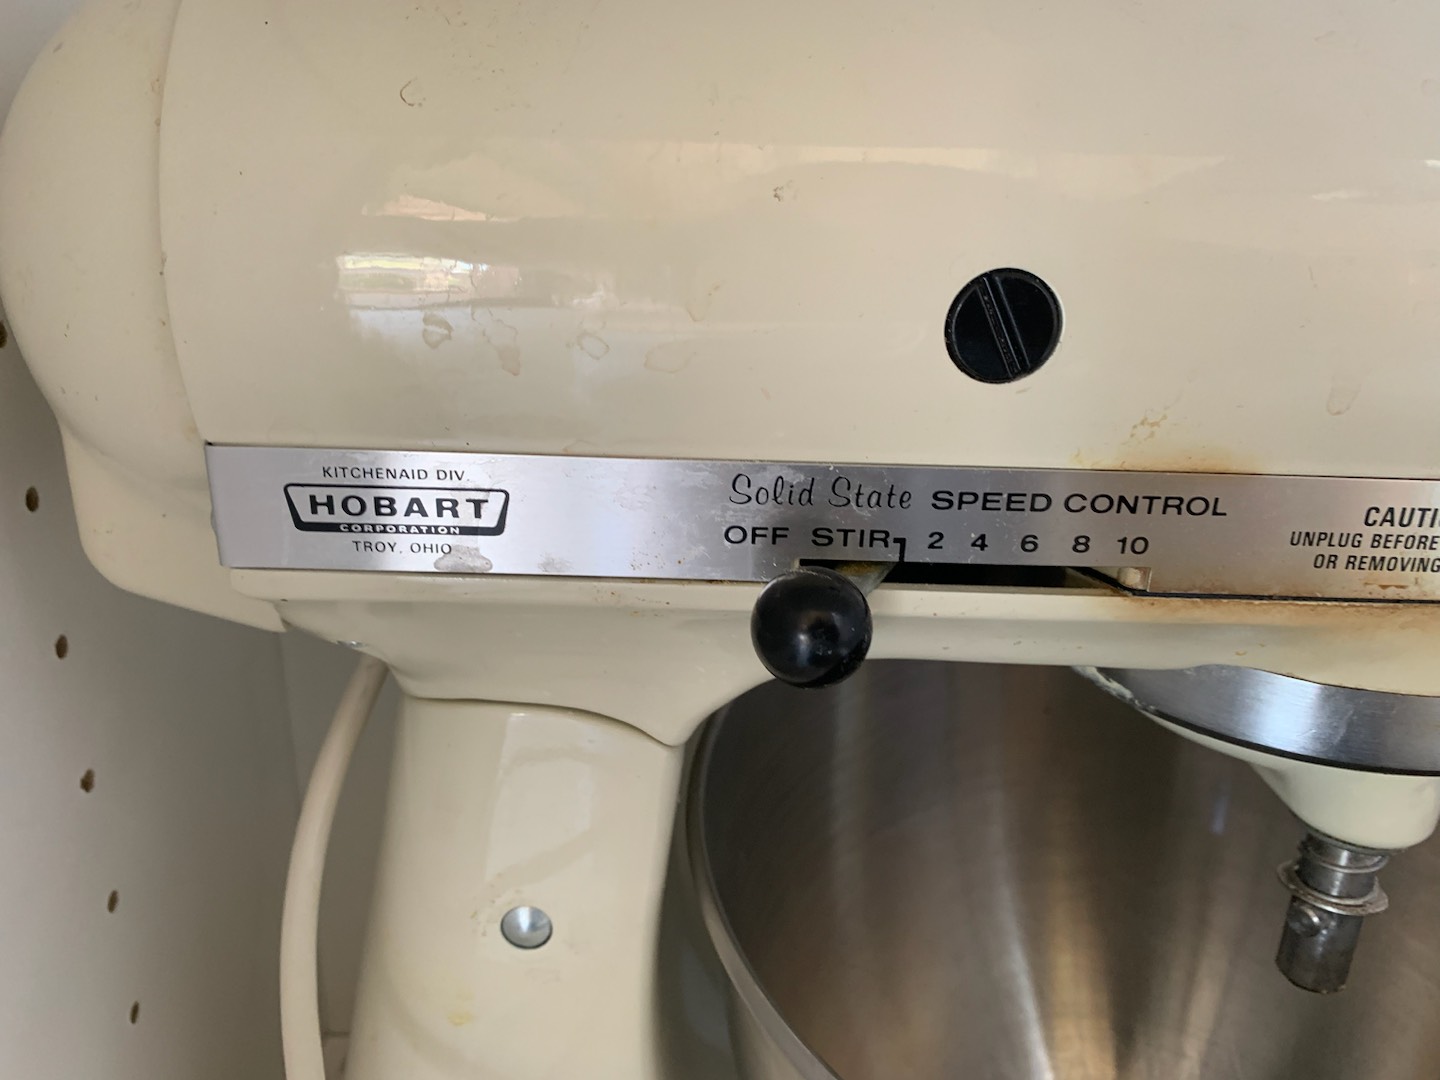 KITCHENAID DIV.
HOBART
CORPORATION
TROY, OHIO
Solid State SPEED CONTROL
OFF STIR 2 4 6 8 10
UNPLUG BEFORE
OR REMOVING